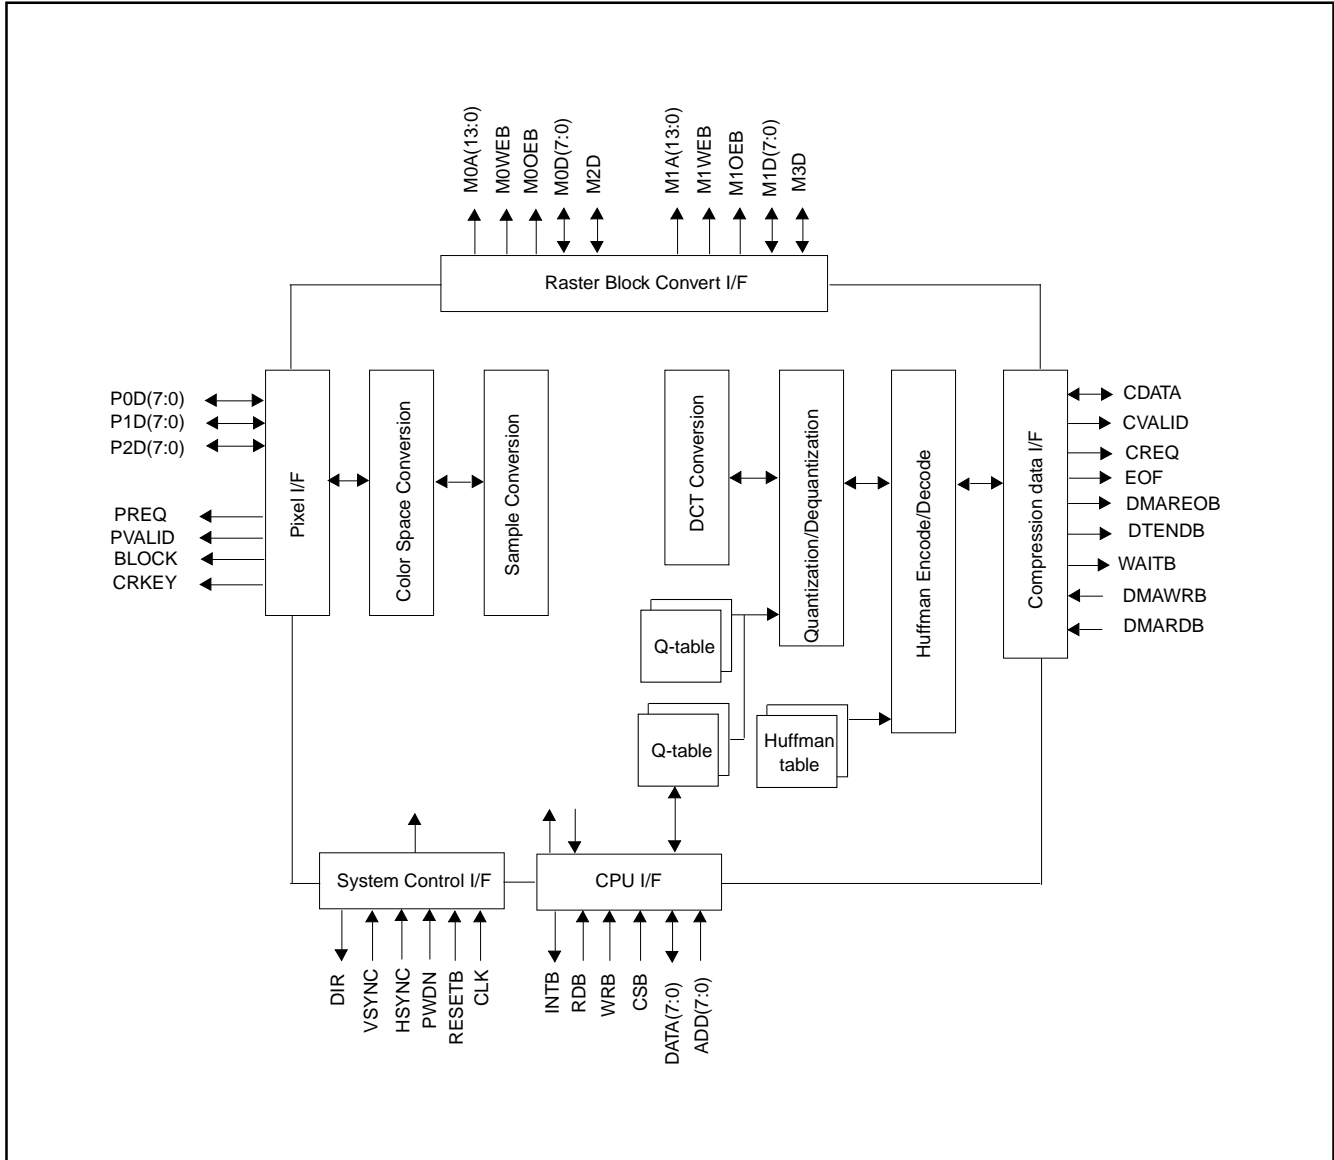 M0A(13:0)
M0WEB
M0OEB
M0D(7:0)
M2D
M1A(13:0)
M1WEB
M1OEB
M1D(7:0)
M3D
Raster Block Convert I/F
P0D(7:0)
P1D(7:0)
P2D(7:0)
PREQ
PVALID
BLOCK
CRKEY
Pixel I/F
Color Space Conversion
Sample Conversion
DCT Conversion
Quantization/Dequantization
Huffman Encode/Decode
Compression data I/F
CDATA
CVALID
CREQ
EOF
DMAREOB
DTENDB
WAITB
DMAWRB
DMARDB
Q-table
Q-table
Huffman
table
System Control I/F
CPU I/F
DIR
VSYNC
HSYNC
PWDN
RESETB
CLK
INTB
RDB
WRB
CSB
DATA(7:0)
ADD(7:0)